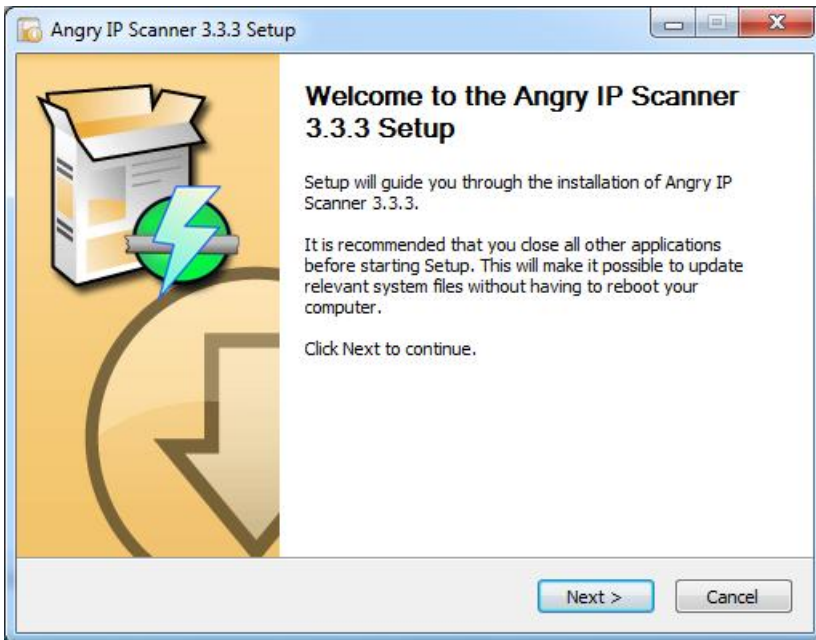 Angry IP Scanner 3.3.3 Setup
Welcome to the Angry IP Scanner
3.3.3 Setup
Setup will guide you through the installation of Angry IP
Scanner 3.3.3.
It is recommended that you close all other applications
before starting Setup. This will make it possible to update
relevant system files without having to reboot your
computer.
Click Next to continue.
Next >
Cancel